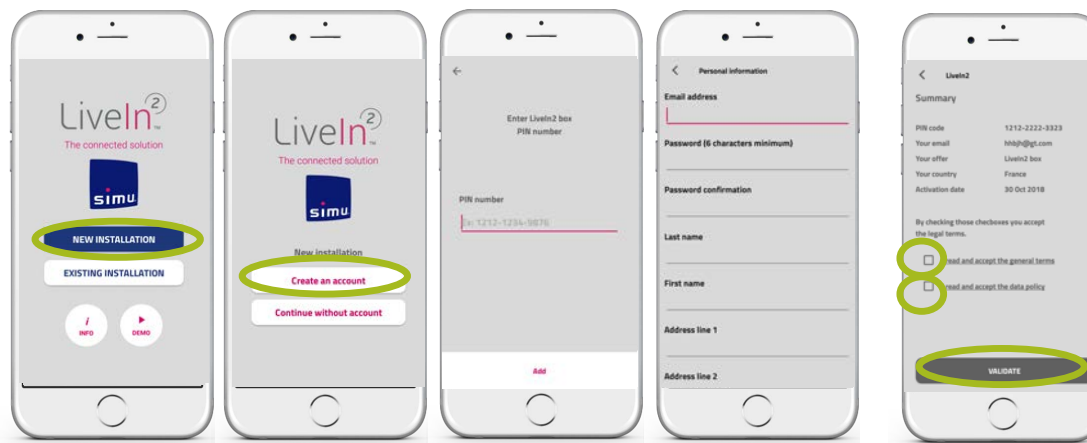 LiveIn2™
The connected solution
simu
NEW INSTALLATION
EXISTING INSTALLATION
i
INFO
DEMO
LiveIn2™
The connected solution
simu
New installation
Create an account
Continue without account
Enter LiveIn2 box
PIN number
PIN number
Ex: 1212-1234-9876
Add
Personal information
Email address
Password (6 characters minimum)
Password confirmation
Last name
First name
Address line 1
Address line 2
LiveIn2
Summary
PIN code 1212-2222-3323
Your email hhbjh@gt.com
Your offer LiveIn2 box
Your country France
Activation date 30 Oct 2018
By checking those checboxes you accept
the legal terms.
read and accept the general terms
read and accept the data policy
VALIDATE